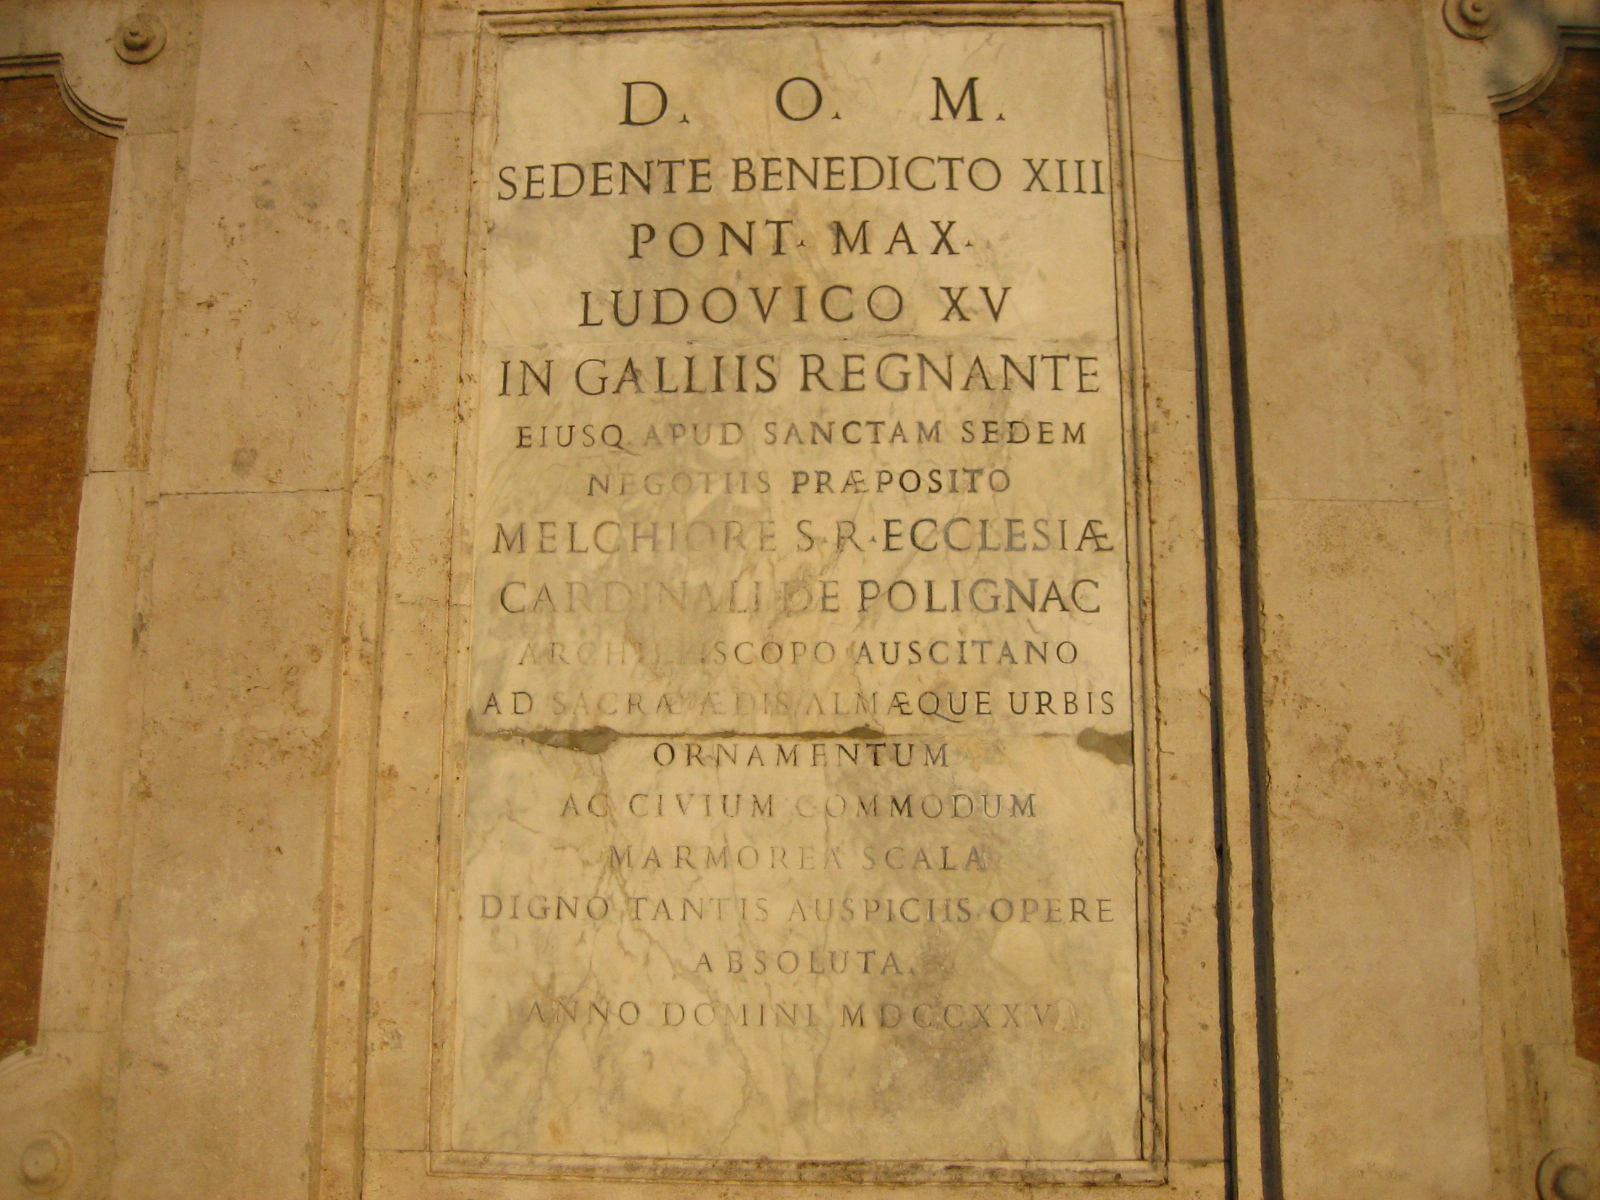 D. O. M.
SEDENTE BENEDICTO XIII
PONT· MAX·
LUDOVICO XV
IN GALLIIS REGNANTE
EIUSQ APUD SANCTAM SEDEM
NEGOTIIS PRÆPOSITO
MELCHIORE S·R·ECCLESIÆ
CARDINALI DE POLIGNAC
ARCHIEPISCOPO AUSCITANO
AD SACRÆ ÆDIS ALMÆQUE URBIS
ORNAMENTUM
AC CIVIUM COMMODUM
MARMOREA SCALA
DIGNO TANTIS AUSPICIIS OPERE
ABSOLUTA.
ANNO DOMINI